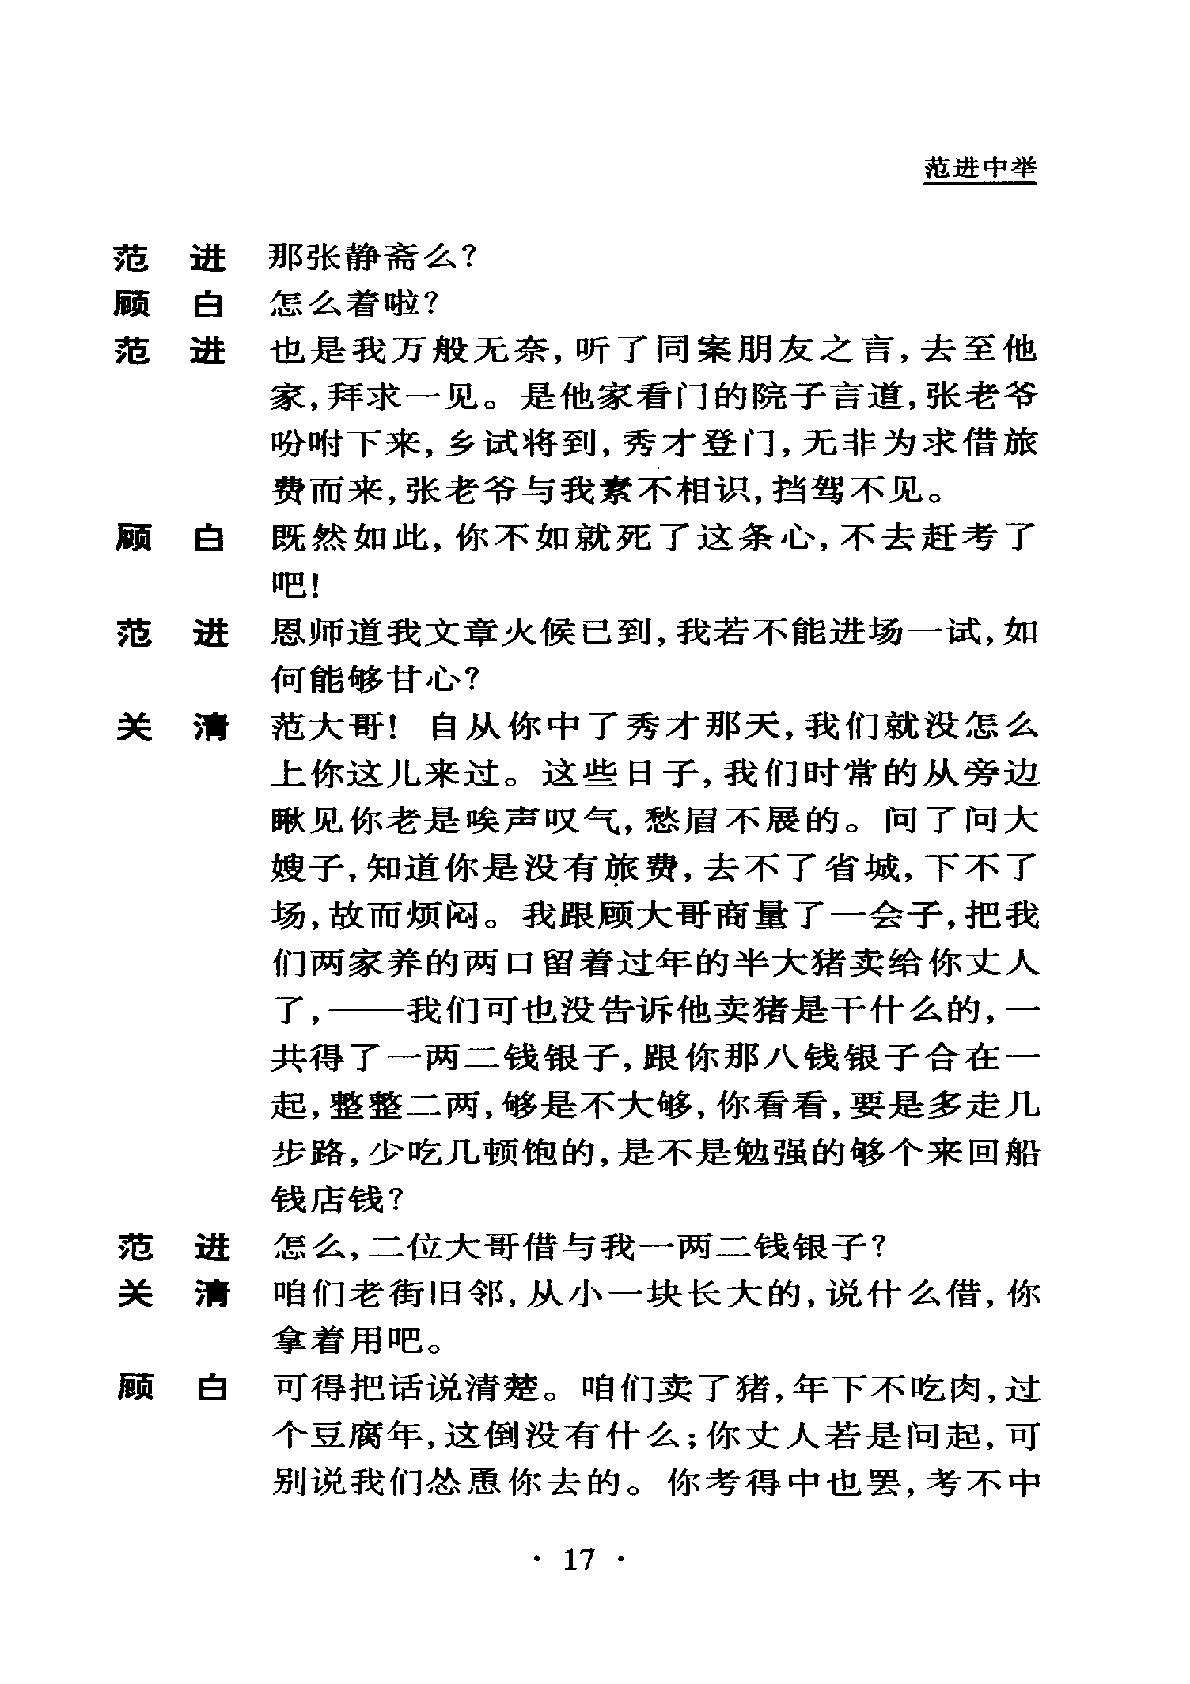 范进中举
范　进　那张静斋么?
顾　白　怎么着啦?
范　进　也是我万般无奈,听了同案朋友之言,去至他
家,拜求一见。是他家看门的院子言道,张老爷
吩咐下来,乡试将到,秀才登门,无非为求借旅
费而来,张老爷与我素不相识,挡驾不见。
顾　白　既然如此,你不如就死了这条心,不去赶考了
吧!
范　进　恩师道我文章火候已到,我若不能进场一试,如
何能够甘心?
关　清　范大哥! 自从你中了秀才那天,我们就没怎么
上你这儿来过。这些日子,我们时常的从旁边
瞅见你老是唉声叹气,愁眉不展的。问了问大
嫂子,知道你是没有旅费,去不了省城,下不了
场,故而烦闷。我跟顾大哥商量了一会子,把我
们两家养的两口留着过年的半大猪卖给你丈人
了,——我们可也没告诉他卖猪是干什么的,一
共得了一两二钱银子,跟你那八钱银子合在一
起,整整二两,够是不大够,你看看,要是多走几
步路,少吃几顿饱的,是不是勉强的够个来回船
钱店钱?
范　进　怎么,二位大哥借与我一两二钱银子?
关　清　咱们老街旧邻,从小一块长大的,说什么借,你
拿着用吧。
顾　白　可得把话说清楚。咱们卖了猪,年下不吃肉,过
个豆腐年,这倒没有什么;你丈人若是问起,可
别说我们怂恿你去的。你考得中也罢,考不中
· 17 ·